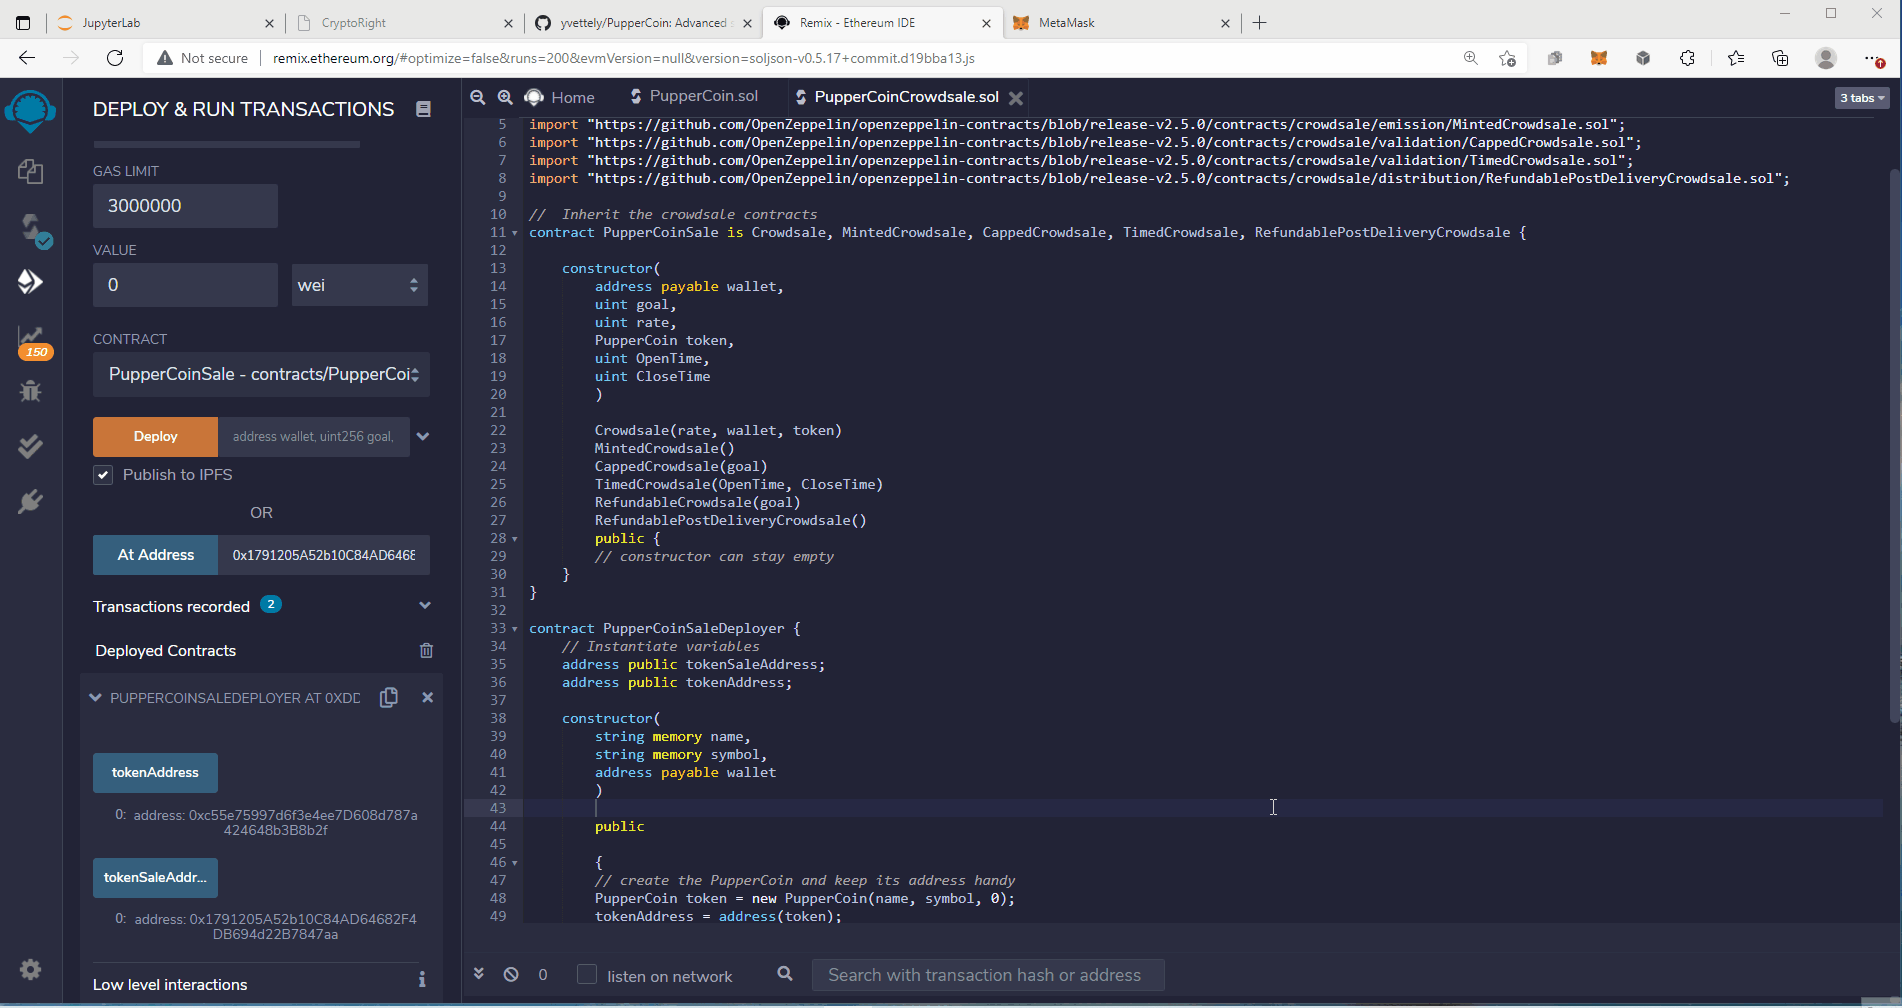 JupyterLab
CryptoRight
yvettely/PupperCoin: Advanced s
Remix - Ethereum IDE
MetaMask
Not secure
remix.ethereum.org/#optimize=false&runs=200&evmVersion=null&version=soljson-v0.5.17+commit.d19bba13.js
DEPLOY & RUN TRANSACTIONS
GAS LIMIT
3000000
VALUE
0
wei
CONTRACT
PupperCoinSale - contracts/PupperCoi
Deploy
address wallet, uint256 goal,
Publish to IPFS
OR
At Address
0x1791205A52b10C84AD6468
Transactions recorded 2
Deployed Contracts
PUPPERCOINSALEDEPLOYER AT 0XDD
tokenAddress
0: address: 0xc55e75997d6f3e4ee7D608d787a
424648b3B8b2f
tokenSaleAddr...
0: address: 0x1791205A52b10C84AD64682F4
DB694d22B7847aa
Low level interactions
150
Home
PupperCoin.sol
PupperCoinCrowdsale.sol
3 tabs
5 import "https://github.com/OpenZeppelin/openzeppelin-contracts/blob/release-v2.5.0/contracts/crowdsale/emission/MintedCrowdsale.sol";
6 import "https://github.com/OpenZeppelin/openzeppelin-contracts/blob/release-v2.5.0/contracts/crowdsale/validation/CappedCrowdsale.sol";
7 import "https://github.com/OpenZeppelin/openzeppelin-contracts/blob/release-v2.5.0/contracts/crowdsale/validation/TimedCrowdsale.sol";
8 import "https://github.com/OpenZeppelin/openzeppelin-contracts/blob/release-v2.5.0/contracts/crowdsale/distribution/RefundablePostDeliveryCrowdsale.sol";
9
10 // Inherit the crowdsale contracts
11 contract PupperCoinSale is Crowdsale, MintedCrowdsale, CappedCrowdsale, TimedCrowdsale, RefundablePostDeliveryCrowdsale {
12
13 constructor(
14 address payable wallet,
15 uint goal,
16 uint rate,
17 PupperCoin token,
18 uint OpenTime,
19 uint CloseTime
20 )
21
22 Crowdsale(rate, wallet, token)
23 MintedCrowdsale()
24 CappedCrowdsale(goal)
25 TimedCrowdsale(OpenTime, CloseTime)
26 RefundableCrowdsale(goal)
27 RefundablePostDeliveryCrowdsale()
28 public {
29 // constructor can stay empty
30 }
31 }
32
33 contract PupperCoinSaleDeployer {
34 // Instantiate variables
35 address public tokenSaleAddress;
36 address public tokenAddress;
37
38 constructor(
39 string memory name,
40 string memory symbol,
41 address payable wallet
42 )
43
44 public
45
46 {
47 // create the PupperCoin and keep its address handy
48 PupperCoin token = new PupperCoin(name, symbol, 0);
49 tokenAddress = address(token);
0
listen on network
Search with transaction hash or address